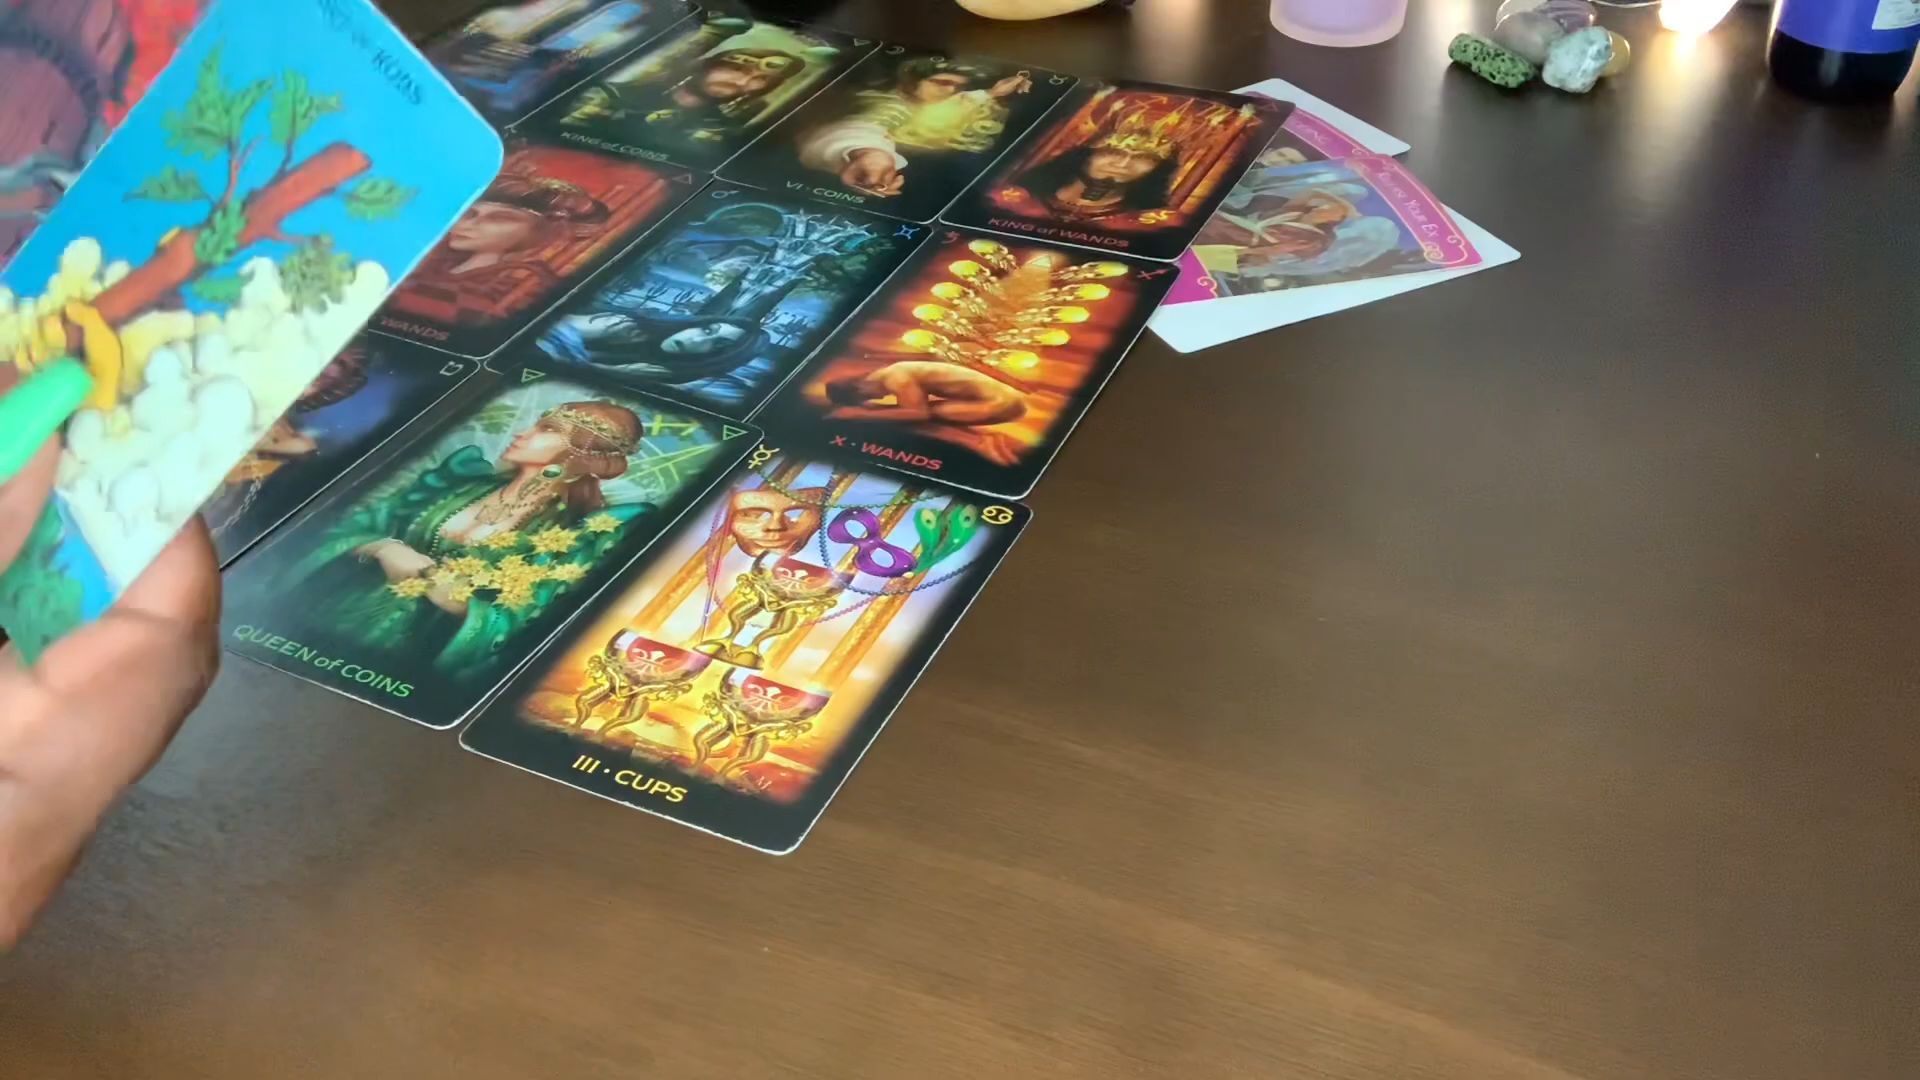 KING of COINS
VI · COINS
KING of WANDS
Your Ex
WANDS
X · WANDS
QUEEN of COINS
III · CUPS